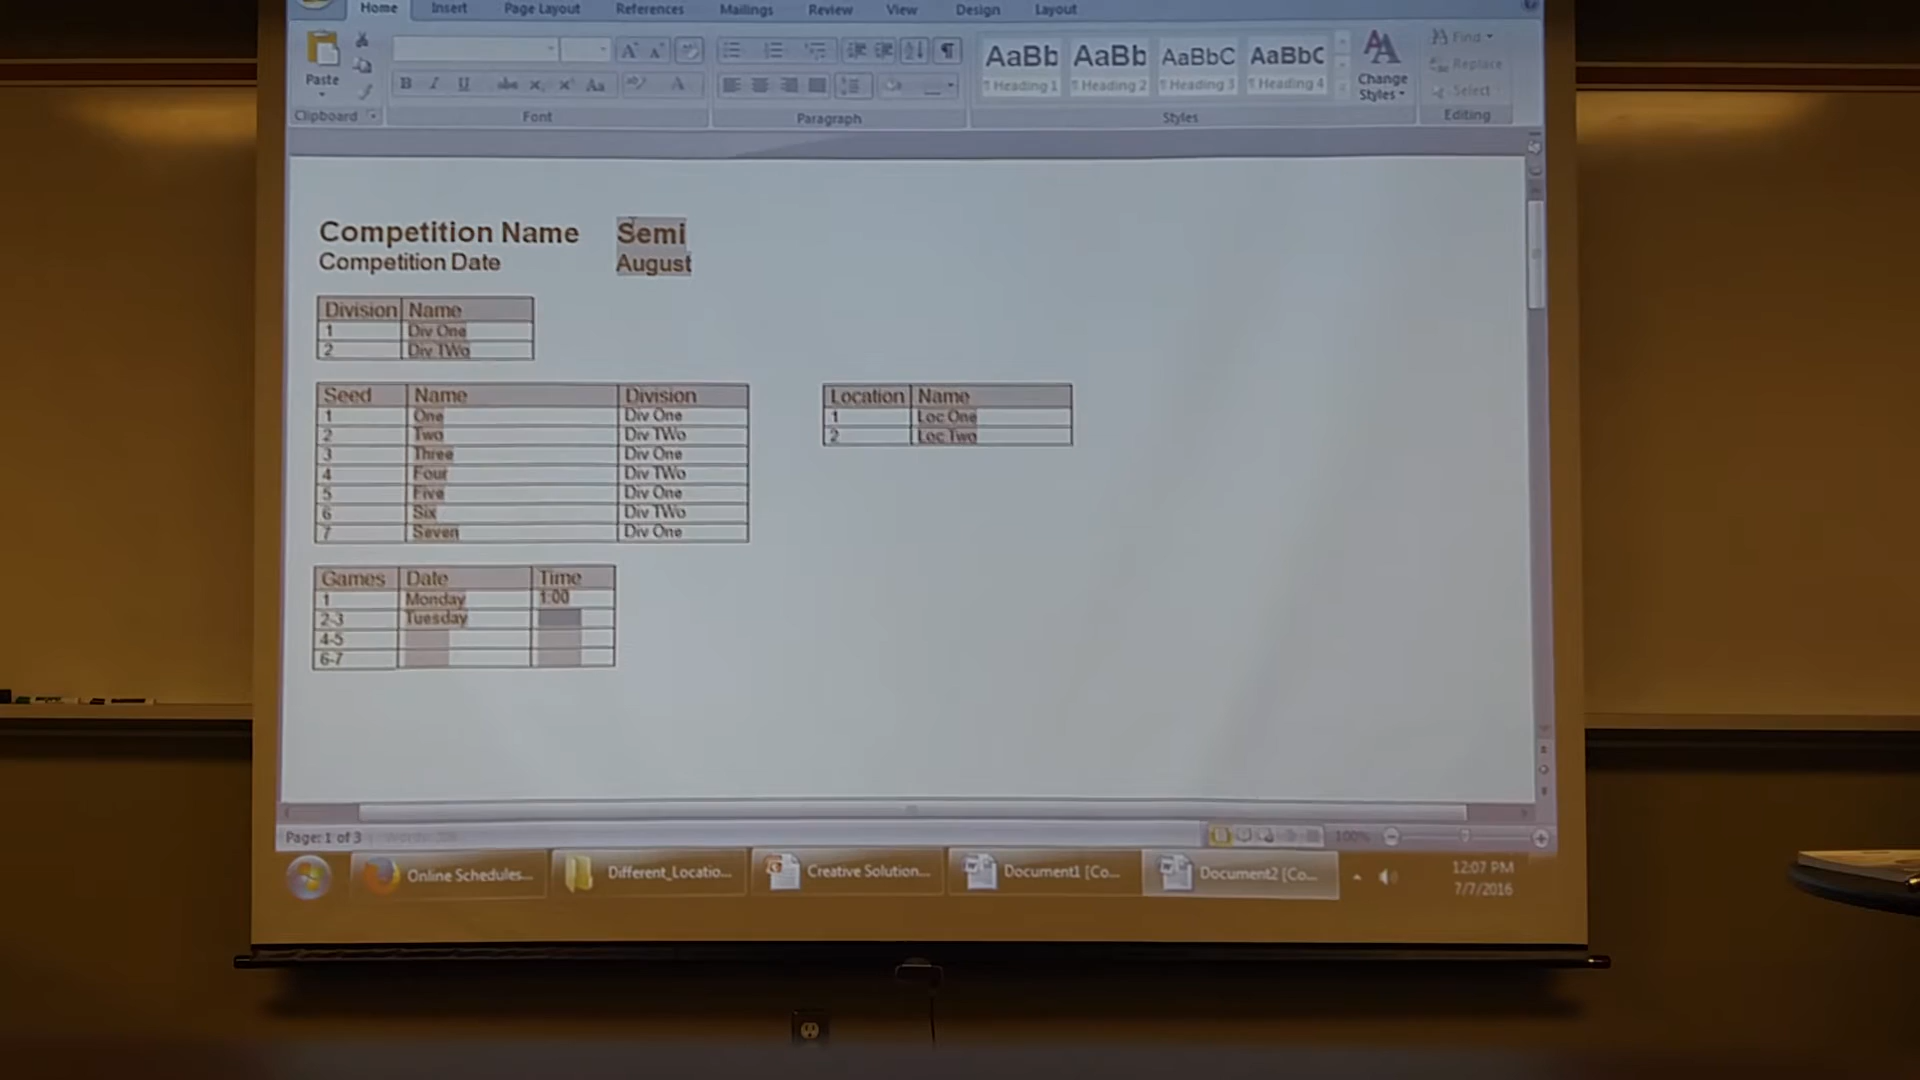 Home Insert Page Layout References Mailings Review View Design Layout
Paste
B I U abc Aa A
AaBb AaBb AaBbC AaBbC
¶ Heading 1 ¶ Heading 2 ¶ Heading 3 ¶ Heading 4
Change Styles
Find
Replace
Select
Clipboard Font Paragraph Styles Editing
Competition Name Semi
Competition Date August
Division Name
1 Div One
2 Div TWo
Seed Name Division
1 One Div One
2 Two Div TWo
3 Three Div One
4 Four Div TWo
5 Five Div One
6 Six Div TWo
7 Seven Div One
Location Name
1 Loc One
2 Loc Two
Games Date Time
1 Monday 1:00
2-3 Tuesday
4-5
6-7
Page: 1 of 3
100%
Online Schedules... Different_Locatio... Creative Solution... Document1 [Co... Document2 [Co...
12:07 PM
7/7/2016